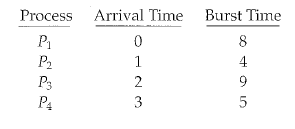 Process Arrival Time Burst Time
P1 0 8
P2 1 4
P3 2 9
P4 3 5